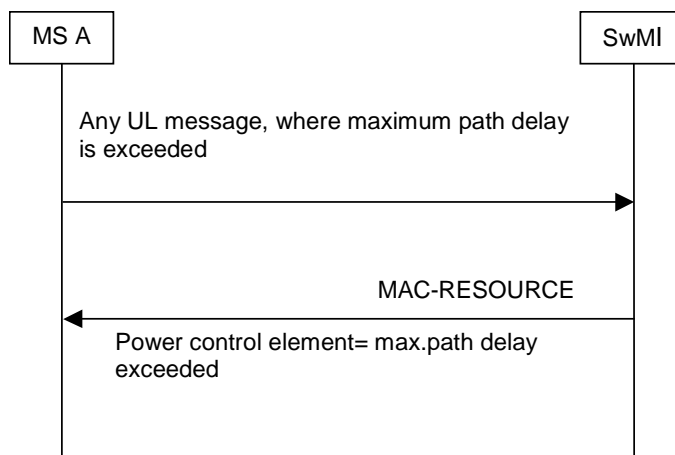 MS A
SwMI
Any UL message, where maximum path delay
is exceeded
MAC-RESOURCE
Power control element= max.path delay
exceeded